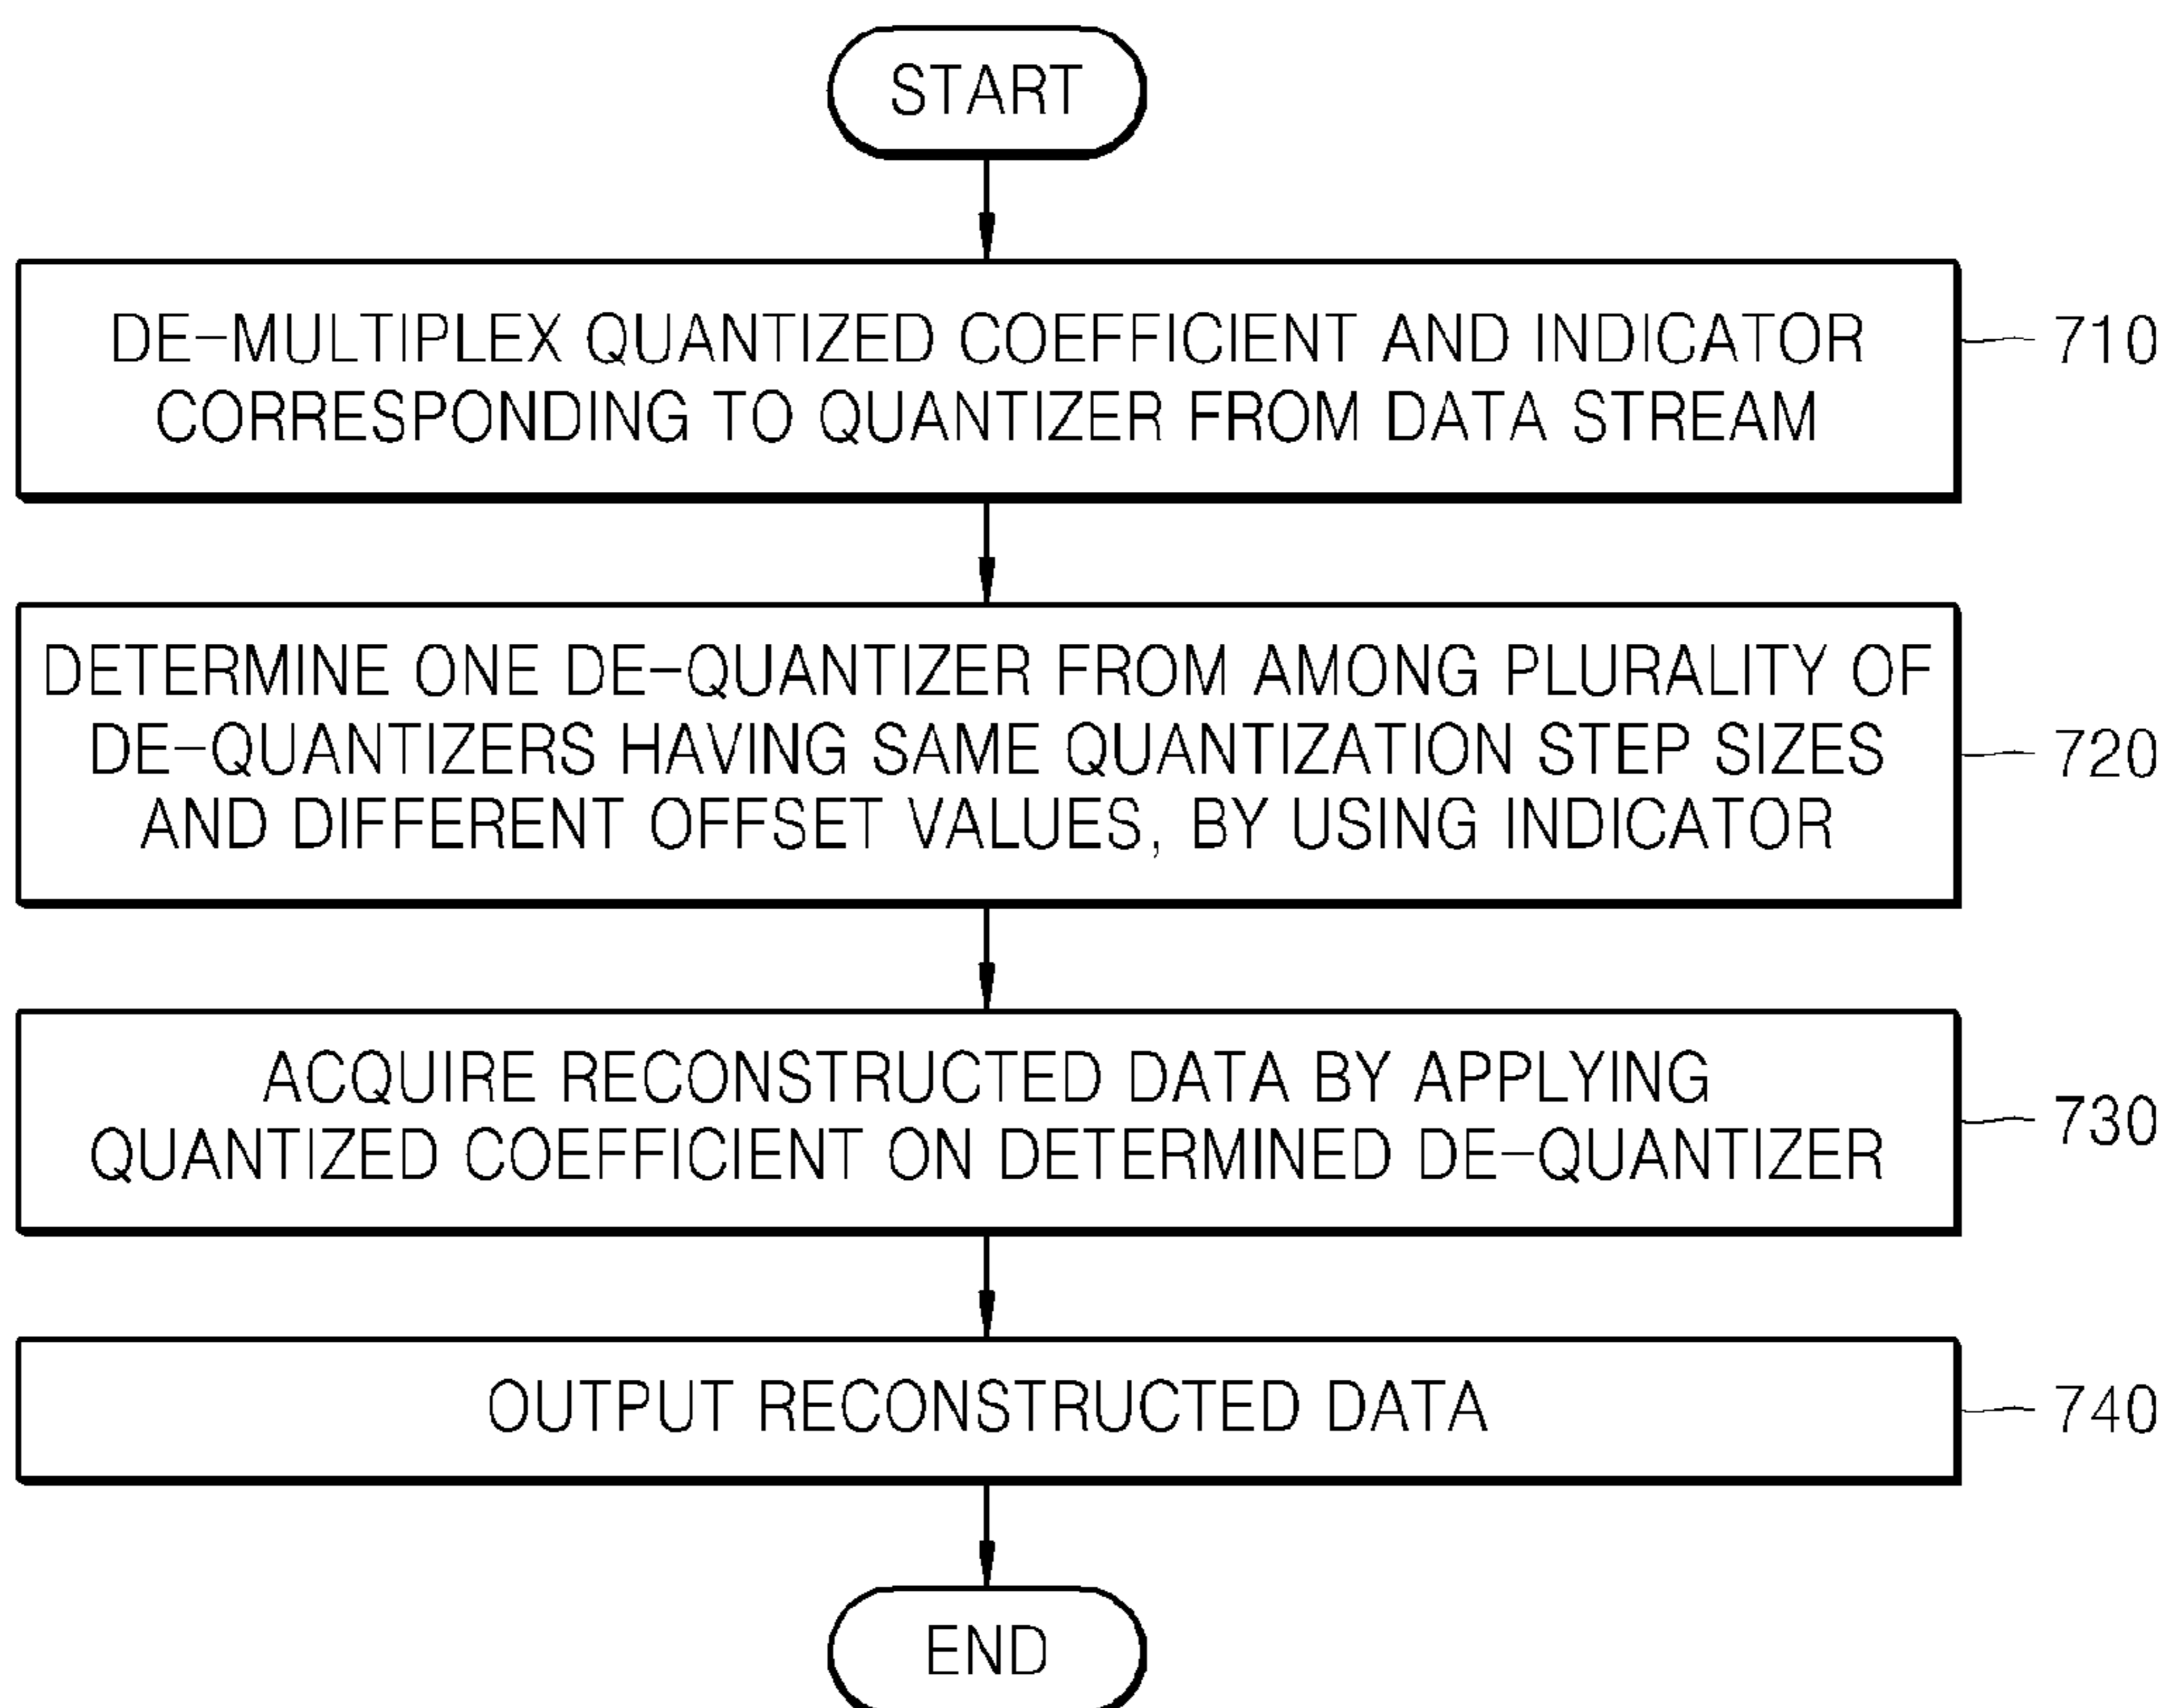 START
DE-MULTIPLEX QUANTIZED COEFFICIENT AND INDICATOR
CORRESPONDING TO QUANTIZER FROM DATA STREAM
710
DETERMINE ONE DE-QUANTIZER FROM AMONG PLURALITY OF
DE-QUANTIZERS HAVING SAME QUANTIZATION STEP SIZES
AND DIFFERENT OFFSET VALUES, BY USING INDICATOR
720
ACQUIRE RECONSTRUCTED DATA BY APPLYING
QUANTIZED COEFFICIENT ON DETERMINED DE-QUANTIZER
730
OUTPUT RECONSTRUCTED DATA
740
END